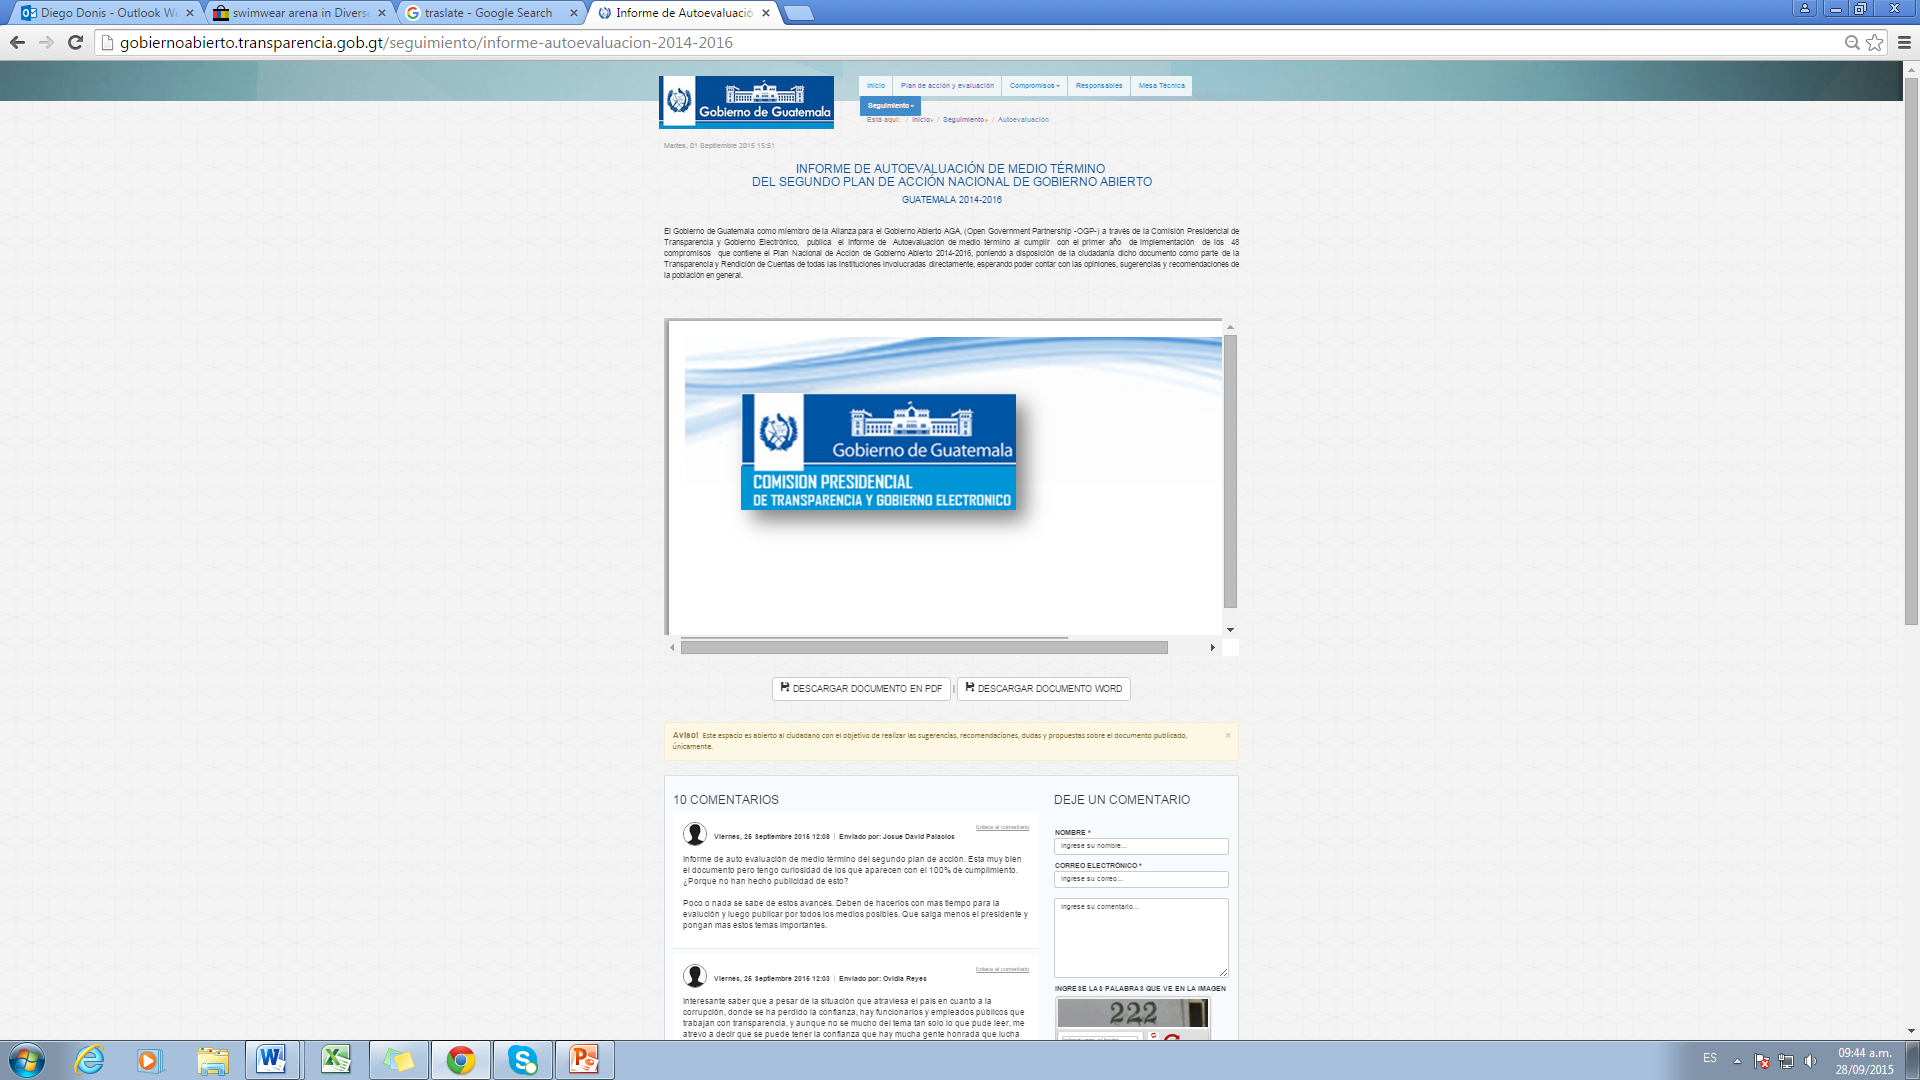 Diego Donis - Outlook We
swimwear arena in Diverse
traslate - Google Search
Informe de Autoevaluació
gobiernoabierto.transparencia.gob.gt/seguimiento/informe-autoevaluacion-2014-2016
Gobierno de Guatemala
Inicio
Plan de acción y evaluación
Compromisos
Responsables
Mesa Técnica
Seguimiento
Está aquí: / Inicio / Seguimiento / Autoevaluación
Martes, 01 Septiembre 2015 15:51
INFORME DE AUTOEVALUACIÓN DE MEDIO TÉRMINO
DEL SEGUNDO PLAN DE ACCIÓN NACIONAL DE GOBIERNO ABIERTO
GUATEMALA 2014-2016
El Gobierno de Guatemala como miembro de la Alianza para el Gobierno Abierto AGA, (Open Government Partnership -OGP-) a través de la Comisión Presidencial de
Transparencia y Gobierno Electrónico, publica el Informe de Autoevaluación de medio término al cumplir con el primer año de implementación de los 48
compromisos que contiene el Plan Nacional de Acción de Gobierno Abierto 2014-2016, poniendo a disposición de la ciudadanía dicho documento como parte de la
Transparencia y Rendición de Cuentas de todas las instituciones involucradas directamente, esperando poder contar con las opiniones, sugerencias y recomendaciones de
la población en general.
Gobierno de Guatemala
COMISION PRESIDENCIAL
DE TRANSPARENCIA Y GOBIERNO ELECTRONICO
DESCARGAR DOCUMENTO EN PDF | DESCARGAR DOCUMENTO WORD
Aviso! Este espacio es abierto al ciudadano con el objetivo de realizar las sugerencias, recomendaciones, dudas y propuestas sobre el documento publicado,
únicamente.
×
10 COMENTARIOS
Enlace al comentario
Viernes, 25 Septiembre 2015 12:08 | Enviado por: Josue David Palacios
Informe de auto evaluación de medio término del segundo plan de acción. Esta muy bien
el documento pero tengo curiosidad de los que aparecen con el 100% de cumplimiento.
¿Porque no han hecho publicidad de esto?
Poco o nada se sabe de estos avances. Deben de hacerlos con mas tiempo para la
evalución y luego publicar por todos los medios posibles. Que salga menos el presidente y
pongan mas estos temas importantes.
Enlace al comentario
Viernes, 25 Septiembre 2015 12:03 | Enviado por: Ovidia Reyes
Interesante saber que a pesar de la situación que atraviesa el país en cuanto a la
corrupción, donde se ha perdido la confianza, hay funcionarios y empleados públicos que
trabajan con transparencia, y aunque no se mucho del tema tan solo lo que pude leer, me
atrevo a decir que se puede tener la confianza que hay mucha gente honrada que lucha
DEJE UN COMENTARIO
NOMBRE *
Ingrese su nombre...
CORREO ELECTRÓNICO *
Ingrese su correo...
Ingrese su comentario...
INGRESE LAS PALABRAS QUE VE EN LA IMAGEN
222
ES
09:44 a.m.
28/09/2015